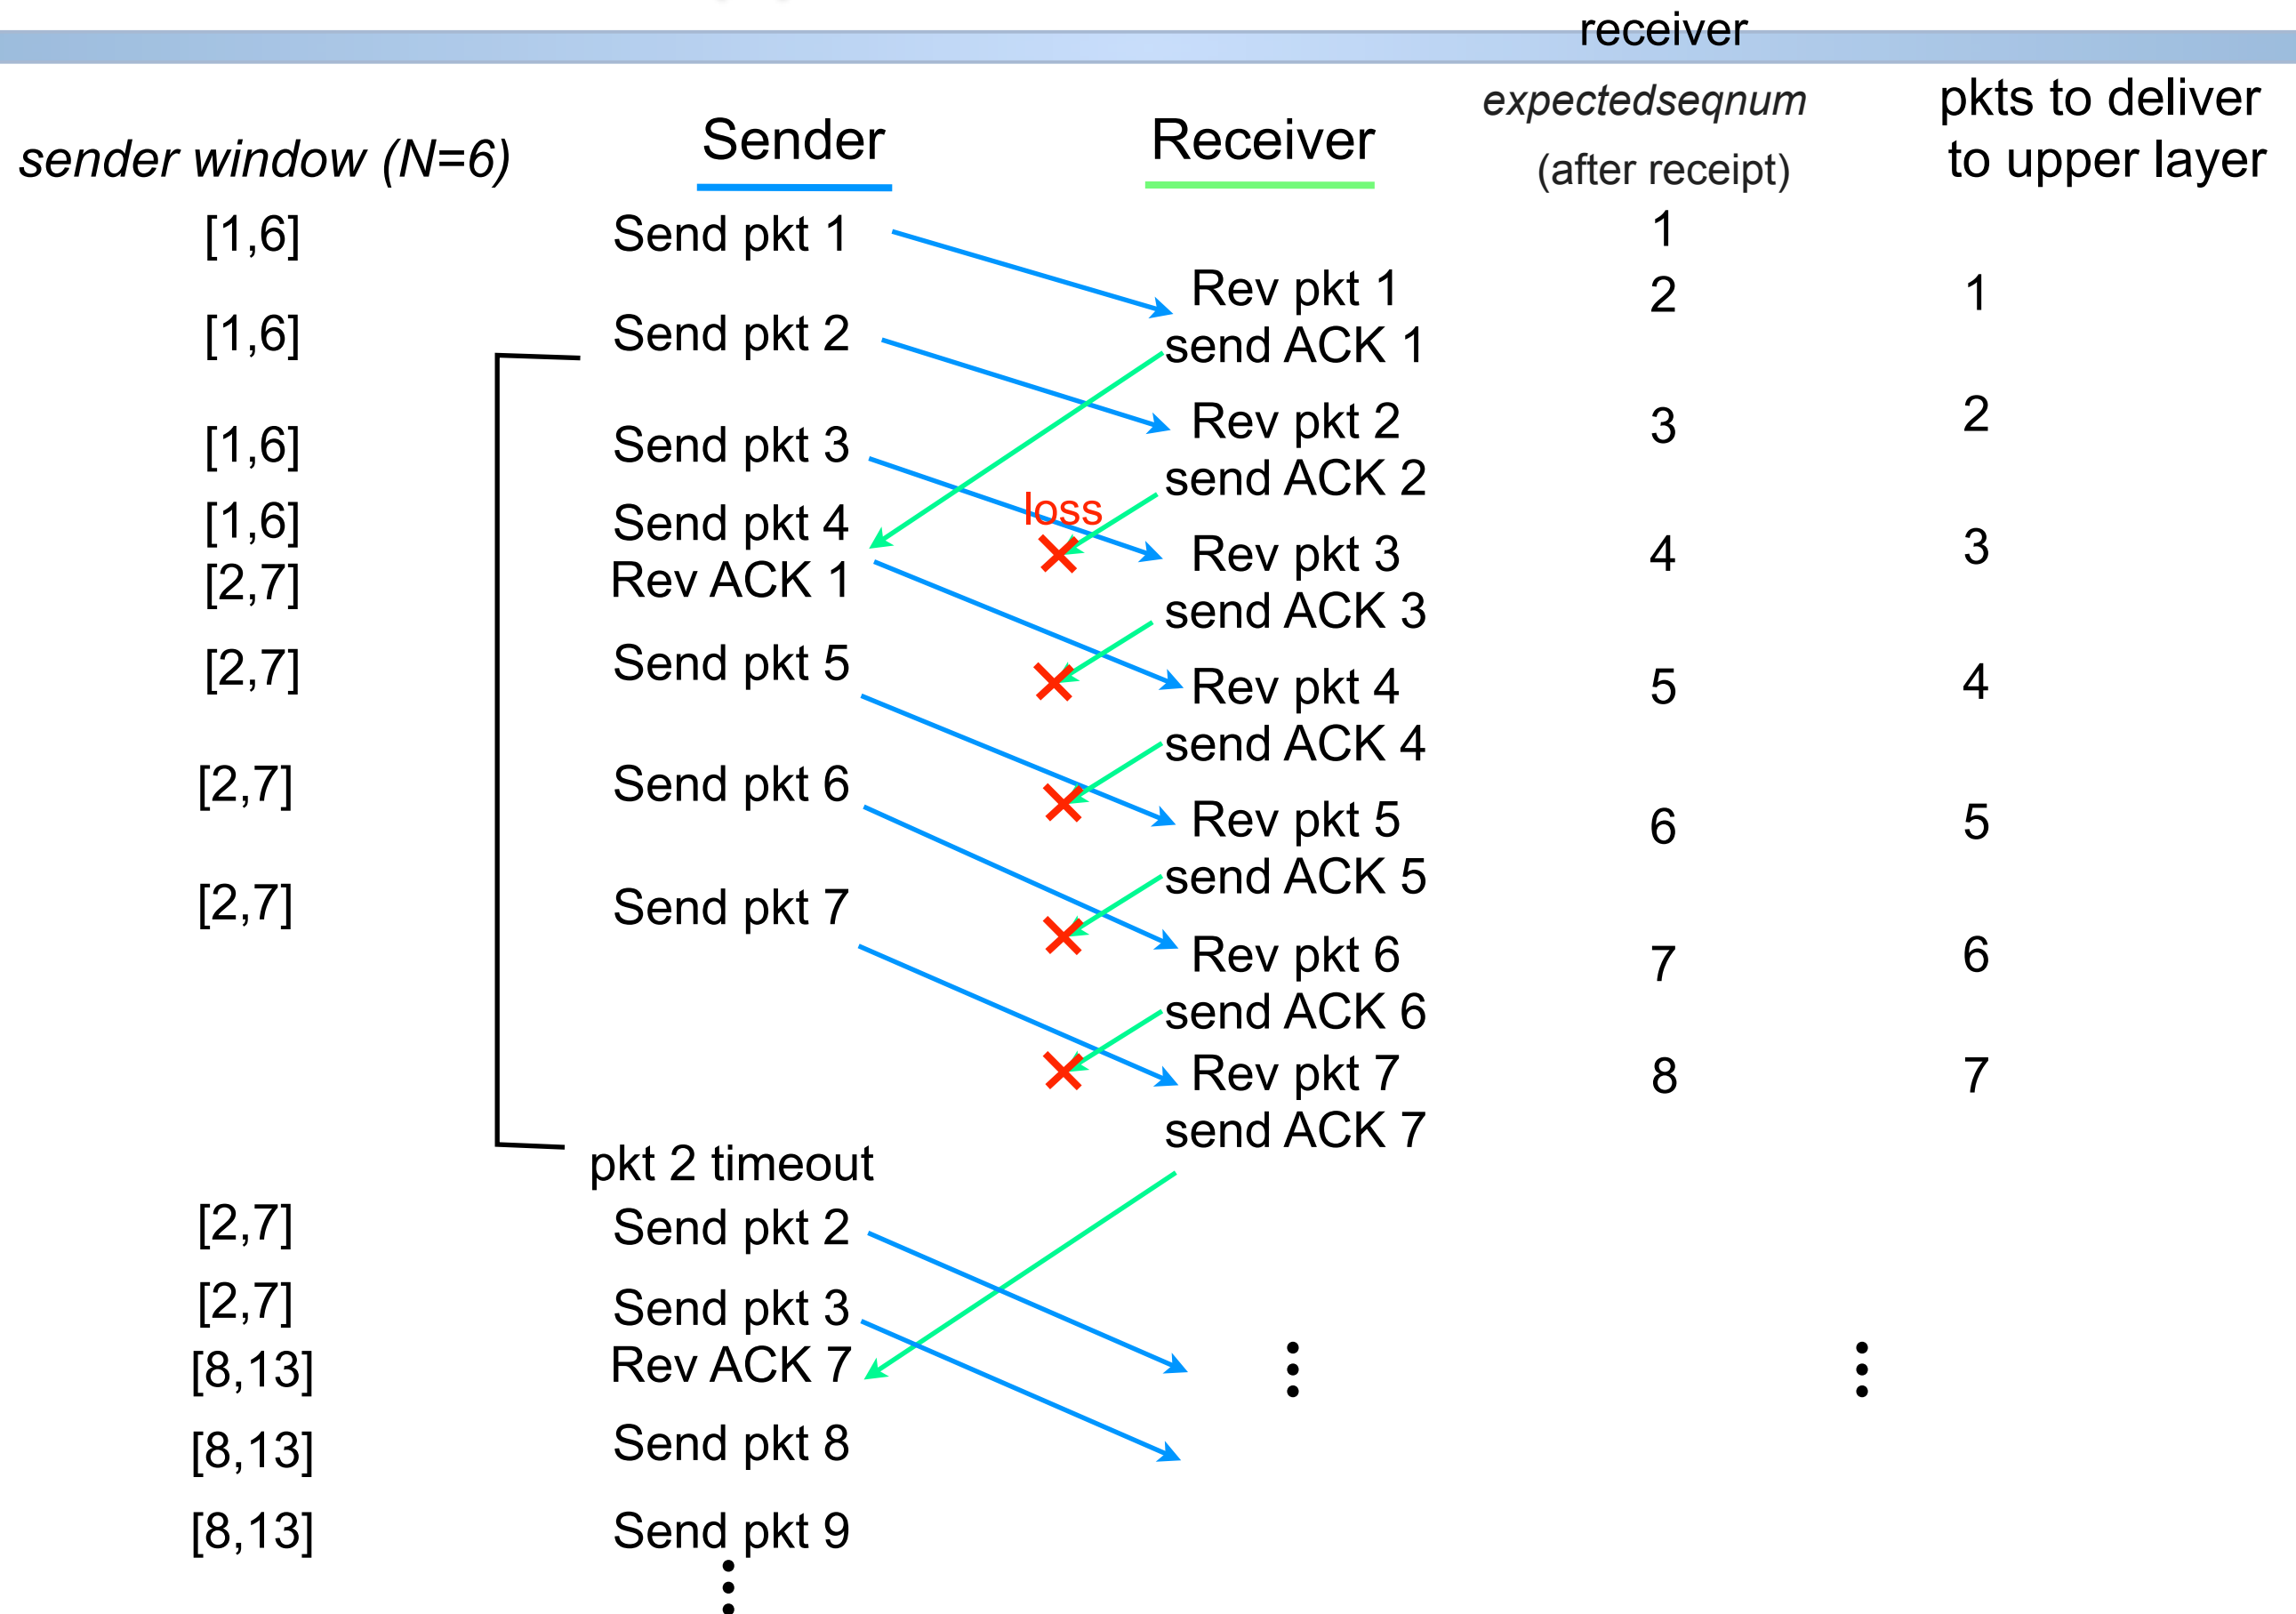 receiver
sender window (N=6)
Sender
Receiver
expectedseqnum
(after receipt)
pkts to deliver
to upper layer
[1,6] Send pkt 1 1
Rev pkt 1 2 1
[1,6] Send pkt 2 send ACK 1
Rev pkt 2 3 2
[1,6] Send pkt 3 send ACK 2
[1,6] Send pkt 4 loss
Rev pkt 3 4 3
[2,7] Rev ACK 1
send ACK 3
[2,7] Send pkt 5 Rev pkt 4 5 4
send ACK 4
[2,7] Send pkt 6 Rev pkt 5 6 5
send ACK 5
[2,7] Send pkt 7
Rev pkt 6 7 6
send ACK 6
Rev pkt 7 8 7
send ACK 7
pkt 2 timeout
[2,7] Send pkt 2
[2,7] Send pkt 3
[8,13] Rev ACK 7
[8,13] Send pkt 8
[8,13] Send pkt 9